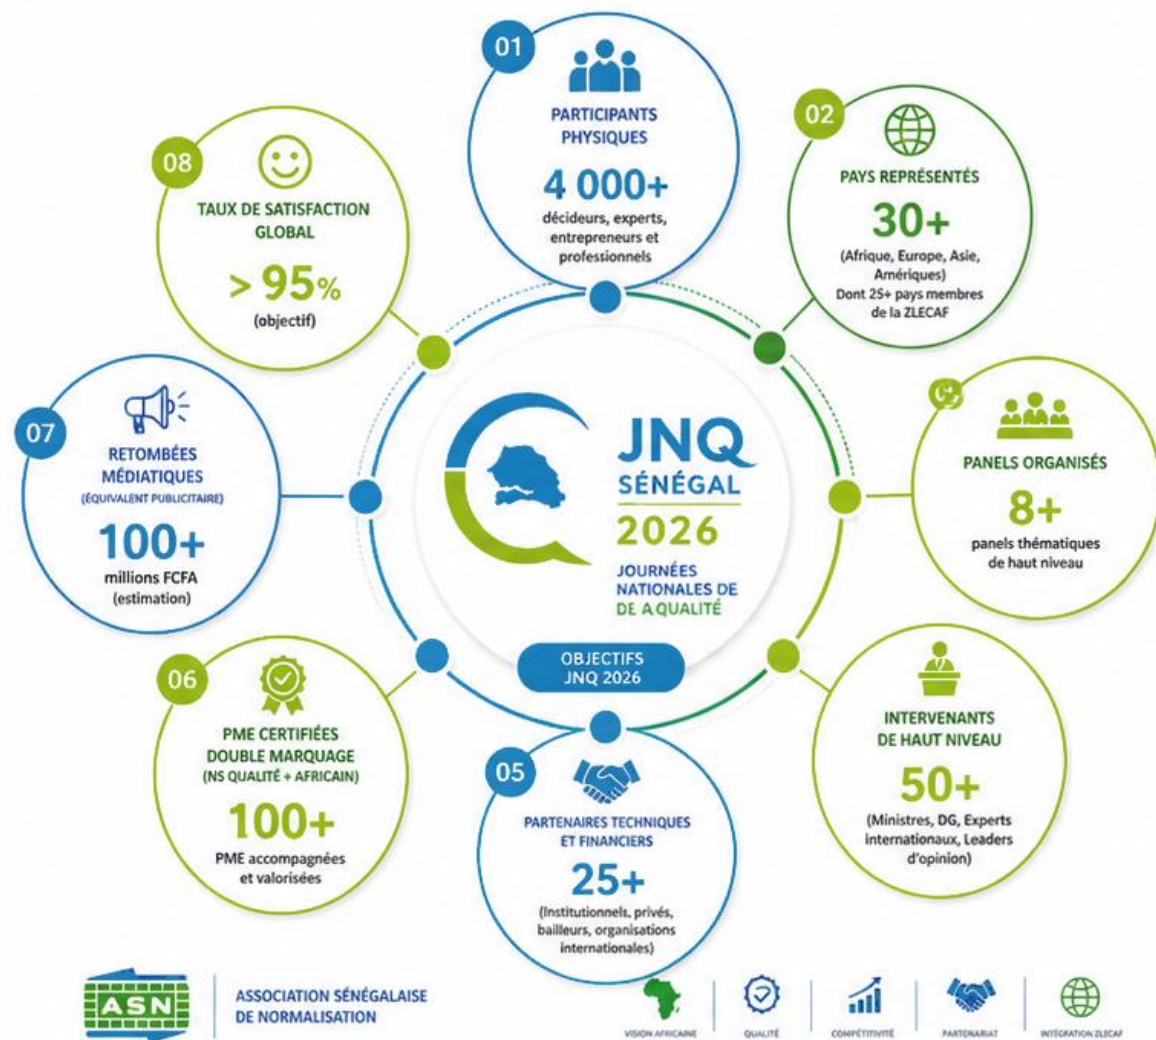 01
PARTICIPANTS
PHYSIQUES
4 000+
décideurs, experts,
entrepreneurs et
professionnels
02
PAYS REPRÉSENTÉS
30+
(Afrique, Europe, Asie,
Amériques)
Dont 25+ pays membres
de la ZLECAF
PANELS ORGANISÉS
8+
panels thématiques
de haut niveau
INTERVENANTS
DE HAUT NIVEAU
50+
(Ministres, DG, Experts
internationaux, Leaders
d'opinion)
05
PARTENAIRES TECHNIQUES
ET FINANCIERS
25+
(Institutionnels, privés,
bailleurs, organisations
internationales)
06
PME CERTIFIÉES
DOUBLE MARQUAGE
(NS QUALITÉ + AFRICAIN)
100+
PME accompagnées
et valorisées
07
RETOMBÉES
MÉDIATIQUES
(ÉQUIVALENT PUBLICITAIRE)
100+
millions FCFA
(estimation)
08
TAUX DE SATISFACTION
GLOBAL
> 95%
(objectif)
JNQ
SÉNÉGAL
2026
JOURNÉES
NATIONALES DE
DE A QUALITÉ
OBJECTIFS
JNQ 2026
ASN
ASSOCIATION SÉNÉGALAISE
DE NORMALISATION
VISION AFRICAINE
QUALITÉ
COMPÉTITIVITÉ
PARTENARIAT
INTÉGRATION ZLECAF